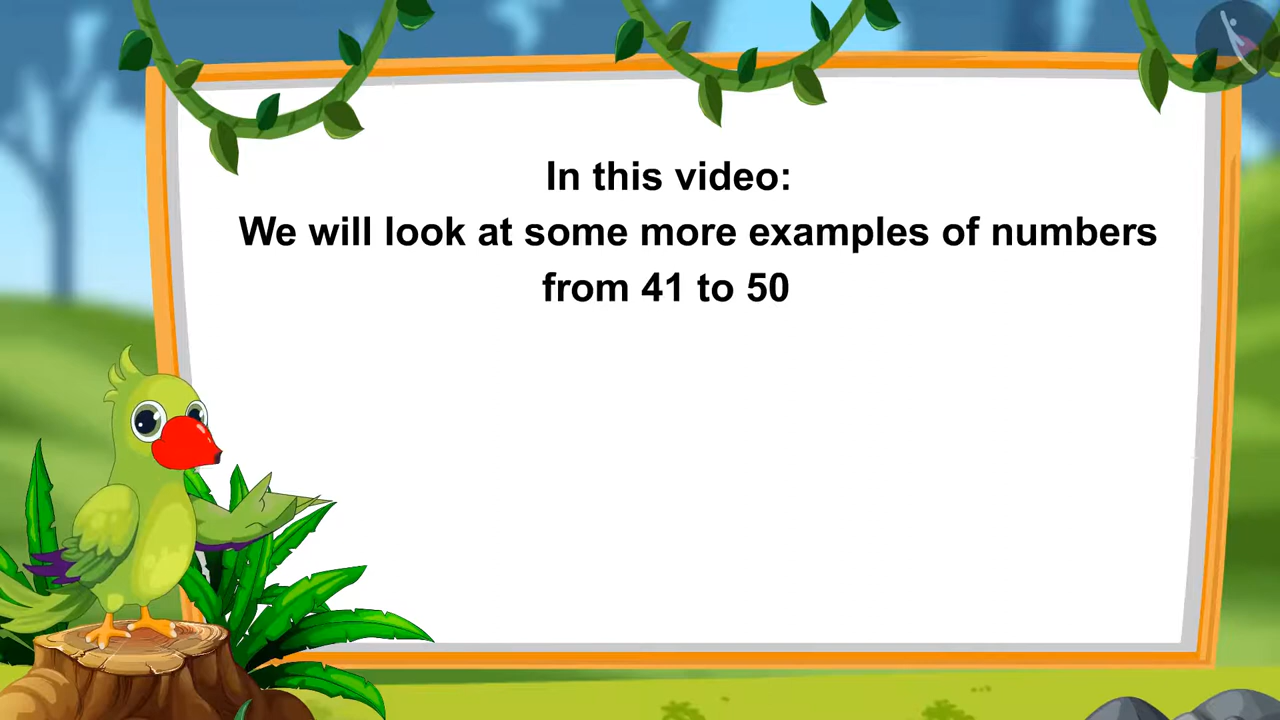 In this video:
We will look at some more examples of numbers
from 41 to 50